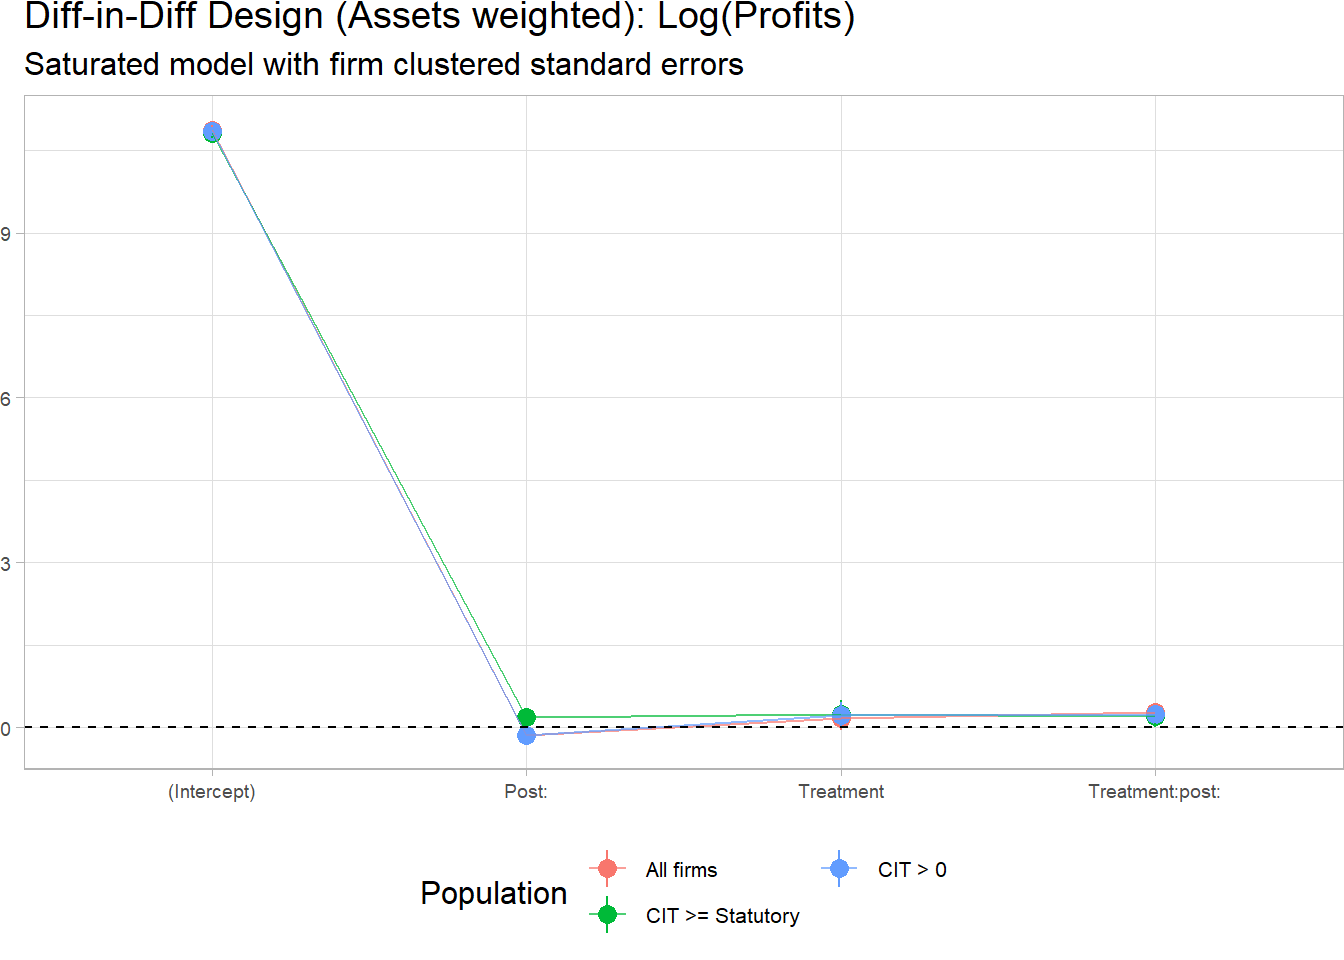 Diff-in-Diff Design (Assets weighted): Log(Profits)
Saturated model with firm clustered standard errors
9
6
3
0
(Intercept)
Post:
Treatment
Treatment:post:
Population
All firms
CIT > 0
CIT >= Statutory